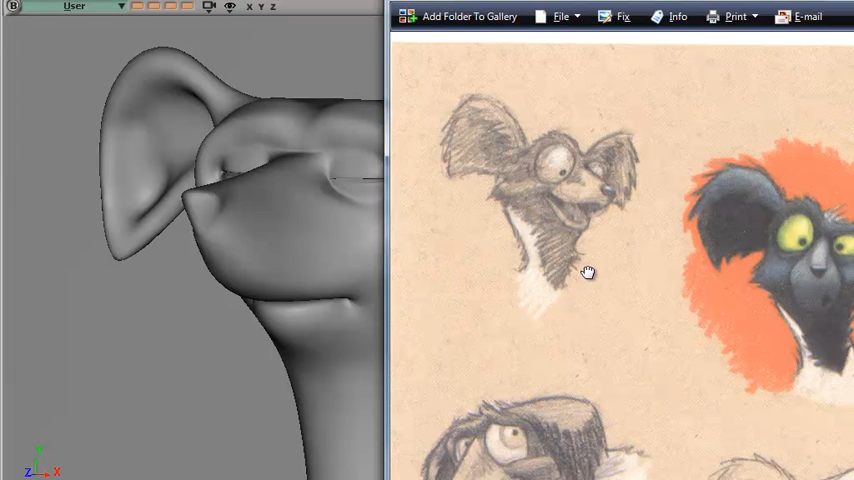 B User X Y Z
Add Folder To Gallery File Fix Info Print E-mail
Y
Z X